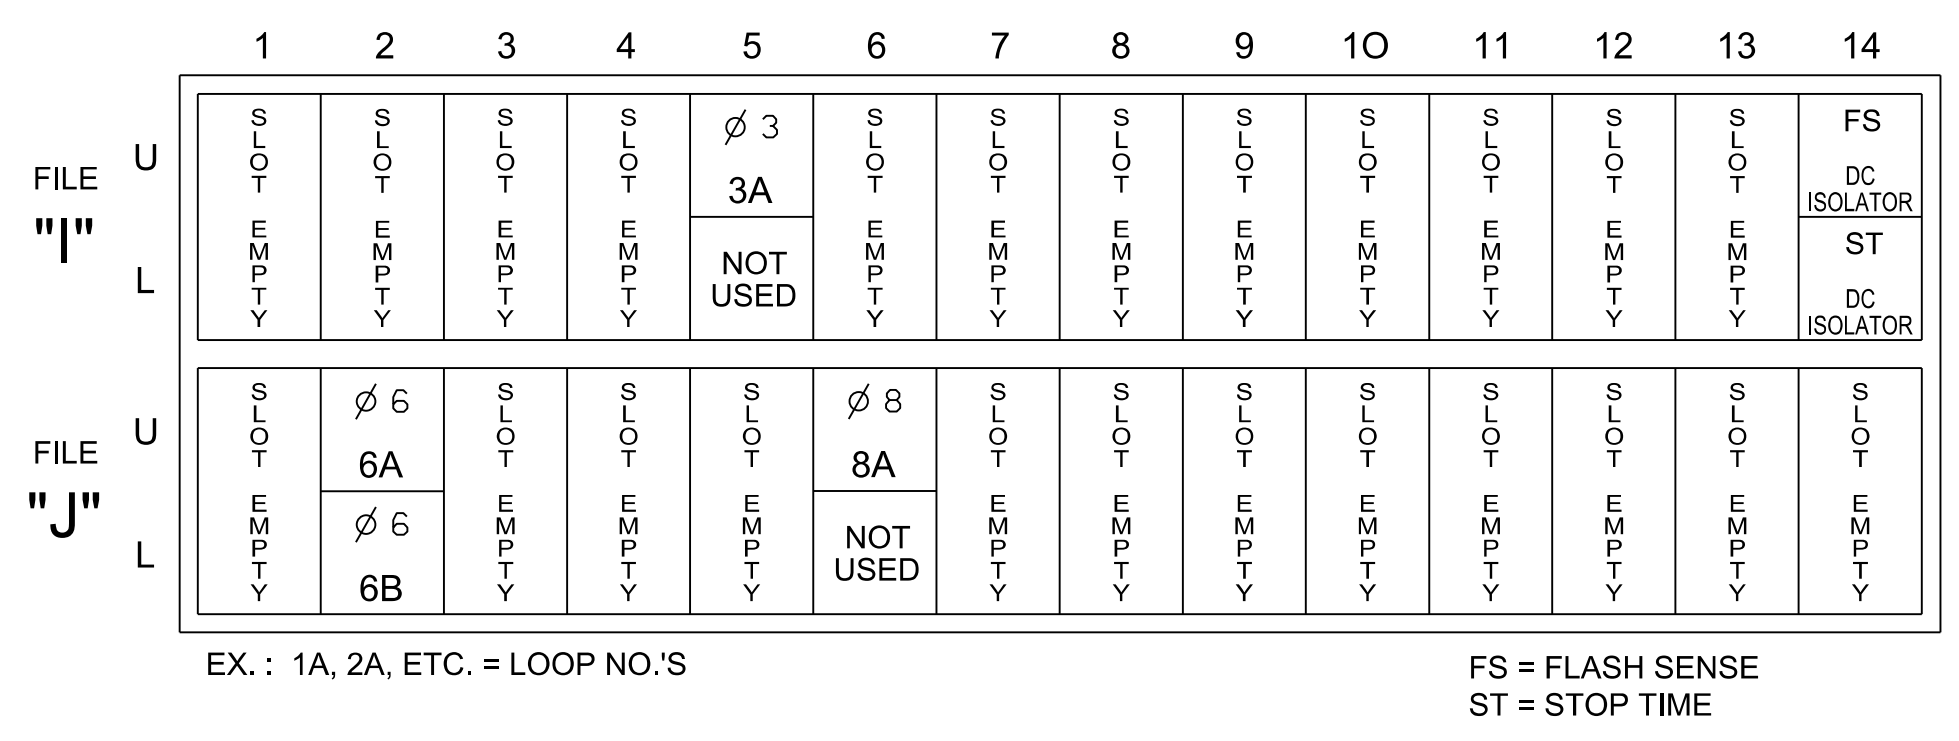 1 2 3 4 5 6 7 8 9 10 11 12 13 14
FILE "I"
U
L
SLOT EMPTY
SLOT EMPTY
SLOT EMPTY
SLOT EMPTY
Ø 3
3A
NOT
USED
SLOT EMPTY
SLOT EMPTY
SLOT EMPTY
SLOT EMPTY
SLOT EMPTY
SLOT EMPTY
SLOT EMPTY
SLOT EMPTY
FS
DC
ISOLATOR
ST
DC
ISOLATOR
FILE "J"
U
L
SLOT EMPTY
Ø 6
6A
Ø 6
6B
SLOT EMPTY
SLOT EMPTY
SLOT EMPTY
Ø 8
8A
NOT
USED
SLOT EMPTY
SLOT EMPTY
SLOT EMPTY
SLOT EMPTY
SLOT EMPTY
SLOT EMPTY
SLOT EMPTY
SLOT EMPTY
EX. : 1A, 2A, ETC. = LOOP NO.'S
FS = FLASH SENSE
ST = STOP TIME